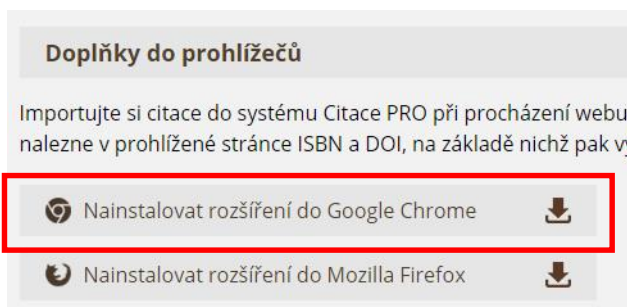 Doplňky do prohlížečů
Importujte si citace do systému Citace PRO při procházení webu
nalezne v prohlížené stránce ISBN a DOI, na základě nichž pak
Nainstalovat rozšíření do Google Chrome
Nainstalovat rozšíření do Mozilla Firefox